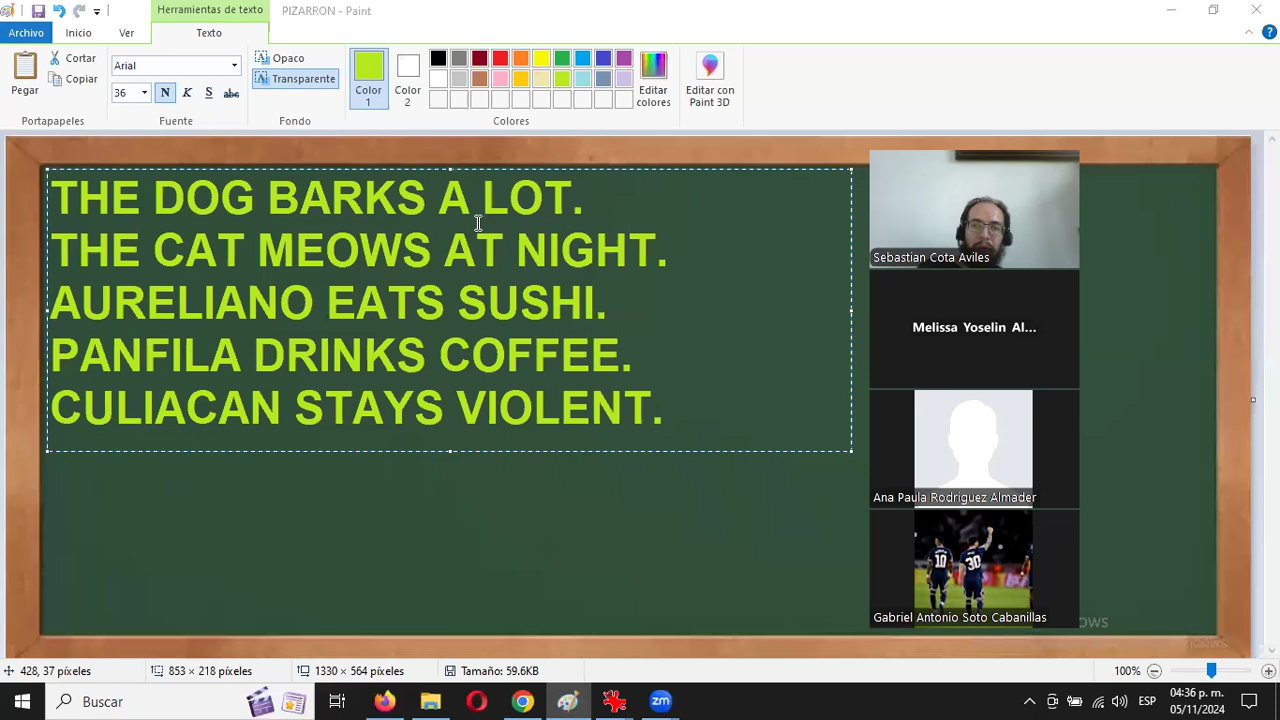 Herramientas de texto
PIZARRON - Paint
Archivo
Inicio
Ver
Texto
Pegar
Cortar
Copiar
Portapapeles
Arial
36
N K S abc
Fuente
Opaco
Transparente
Fondo
Color 1
Color 2
Editar colores
Colores
Editar con Paint 3D
THE DOG BARKS A LOT.
THE CAT MEOWS AT NIGHT.
AURELIANO EATS SUSHI.
PANFILA DRINKS COFFEE.
CULIACAN STAYS VIOLENT.
Sebastian Cota Aviles
Melissa Yoselin Al...
Ana Paula Rodriguez Almader
10
30
Gabriel Antonio Soto Cabanillas
428, 37 píxeles
853 × 218 píxeles
1330 × 564 píxeles
Tamaño: 59.6KB
100%
Buscar
zm
ESP
04:36 p. m.
05/11/2024